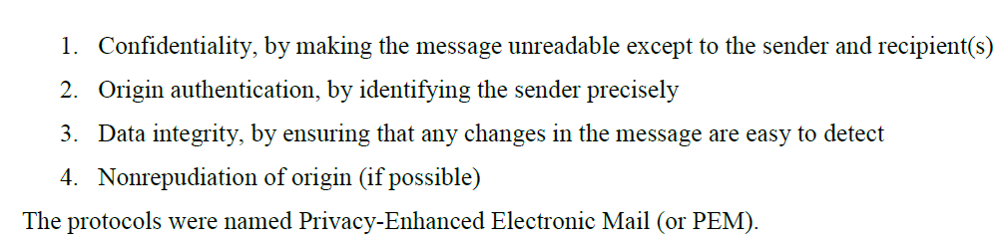 1. Confidentiality, by making the message unreadable except to the sender and recipient(s)
2. Origin authentication, by identifying the sender precisely
3. Data integrity, by ensuring that any changes in the message are easy to detect
4. Nonrepudiation of origin (if possible)
The protocols were named Privacy-Enhanced Electronic Mail (or PEM).